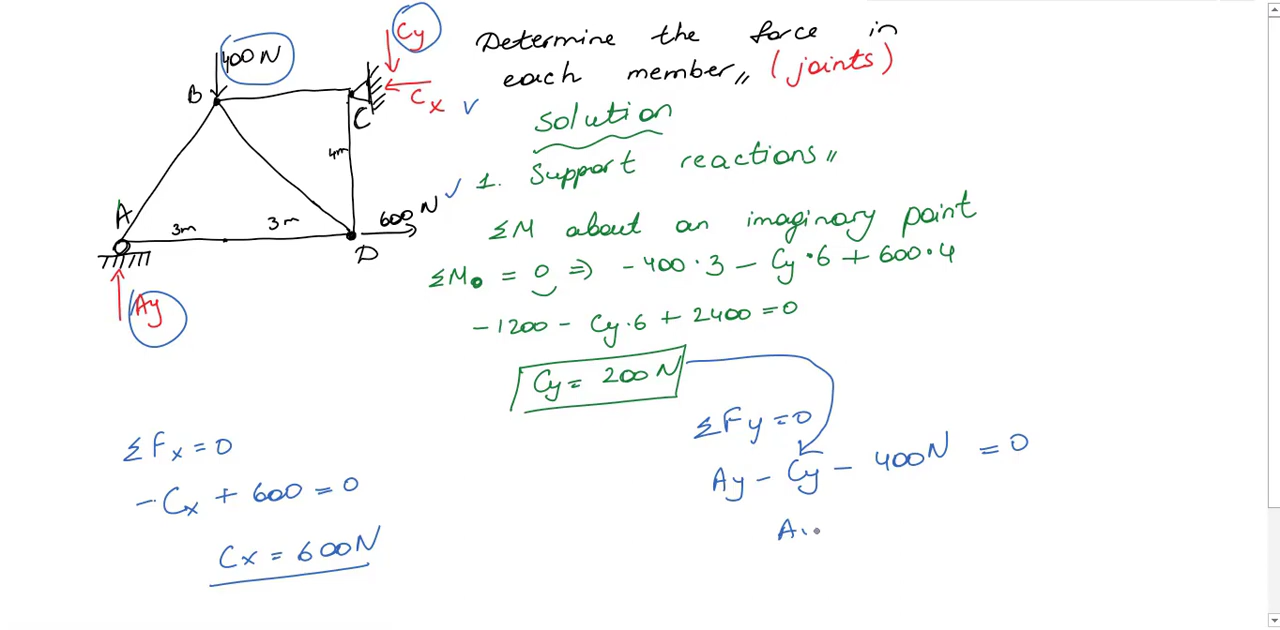 Determine the force in
each member,, (joints)
Solution
1. Support reactions,,
ΣM about an imaginary point
ΣM₀ = 0 ⇒ -400·3 - Cy·6 + 600·4
-1200 - Cy·6 + 2400 = 0
Cy = 200N
400N
Cy
Cx
B
C
4m
A
3m
3m
600N
D
Ay
ΣFx = 0
-Cx + 600 = 0
Cx = 600N
ΣFy = 0
Ay - Cy - 400N = 0